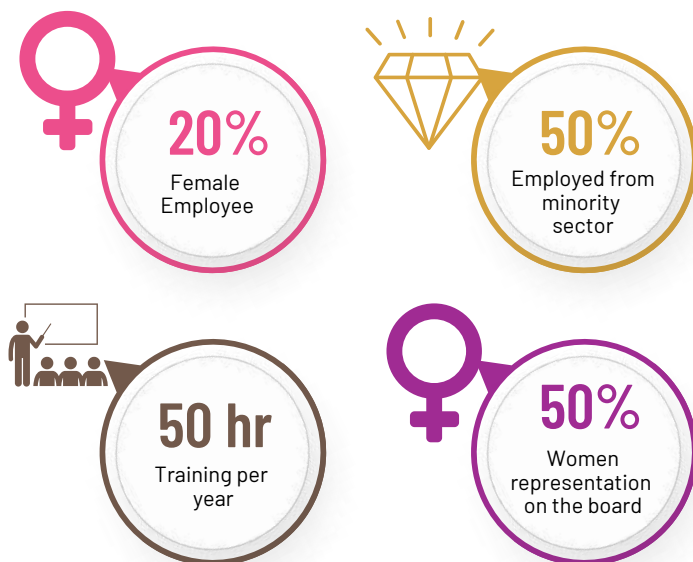 20%
Female
Employee
50%
Employed from
minority
sector
50 hr
Training per
year
50%
Women
representation
on the board